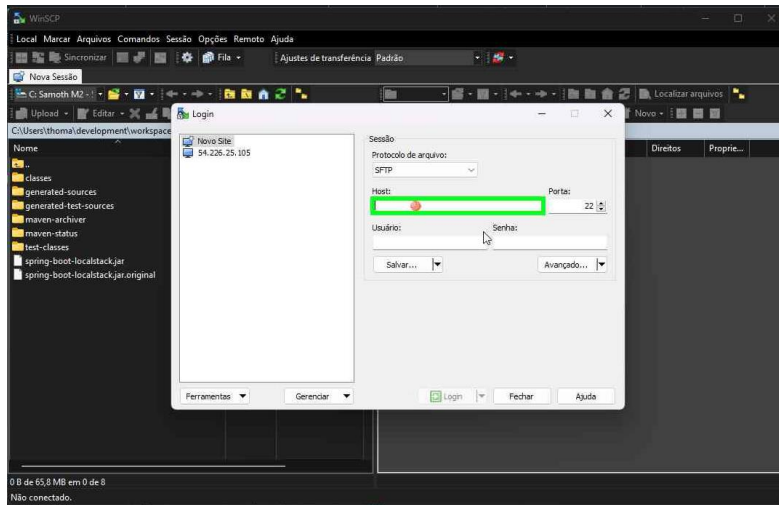 WinSCP
Local Marcar Arquivos Comandos Sessão Opções Remoto Ajuda
Sincronizar Fila Ajustes de transferência Padrão
Nova Sessão
C: Samoth M2 Localizar arquivos
Upload Editar Novo
C:\Users\thoma\development\workspace
Nome Direitos Proprie...
..
classes
generated-sources
generated-test-sources
maven-archiver
maven-status
test-classes
spring-boot-localstack.jar
spring-boot-localstack.jar.original
Login
Novo Site
54.226.25.105
Sessão
Protocolo de arquivo:
SFTP
Host: Porta:
22
Usuário: Senha:
Salvar... Avançado...
Ferramentas Gerenciar Login Fechar Ajuda
0 B de 65,8 MB em 0 de 8
Não conectado.